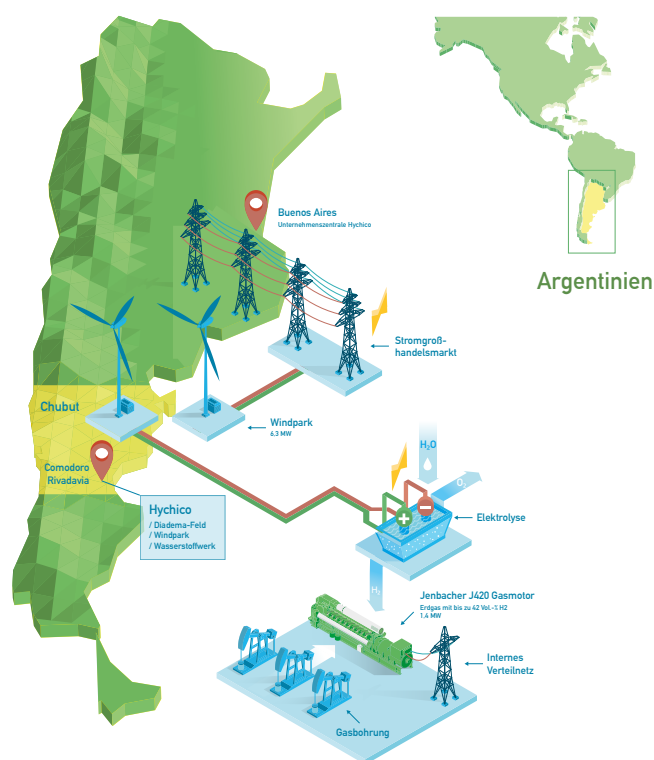 Argentinien
Buenos Aires
Unternehmenszentrale Hychico
Stromgroß-
handelsmarkt
Chubut
Windpark
6,3 MW
Comodoro
Rivadavia
Hychico
/ Diadema-Feld
/ Windpark
/ Wasserstoffwerk
H₂O
O₂
+
−
Elektrolyse
H₂
Jenbacher J420 Gasmotor
Erdgas mit bis zu 42 Vol.-% H2
1.4 MW
Internes
Verteilnetz
Gasbohrung